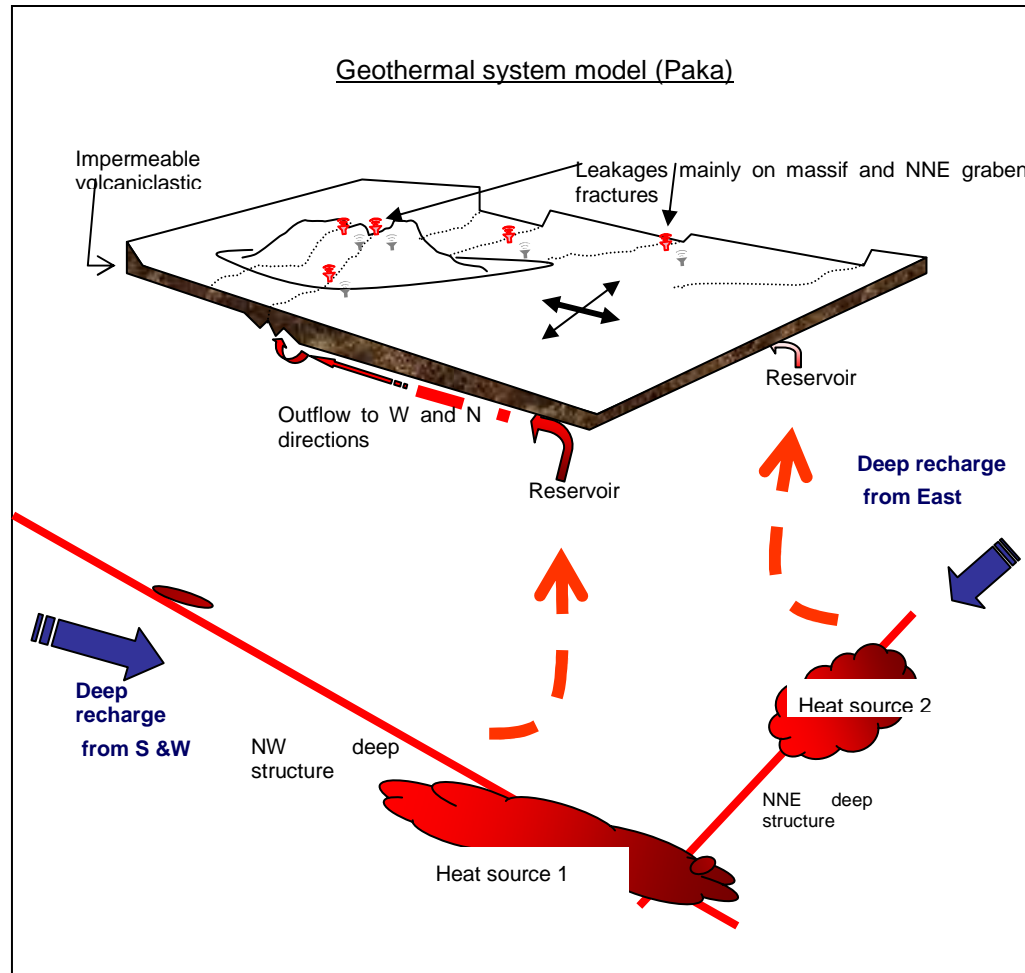 Geothermal system model (Paka)
Impermeable
volcaniclastic
Leakages mainly on massif and NNE graben
fractures
Reservoir
Outflow to W and N
directions
Reservoir
Deep recharge
from East
Deep
recharge
from S &W
NW deep
structure
Heat source 2
NNE deep
structure
Heat source 1